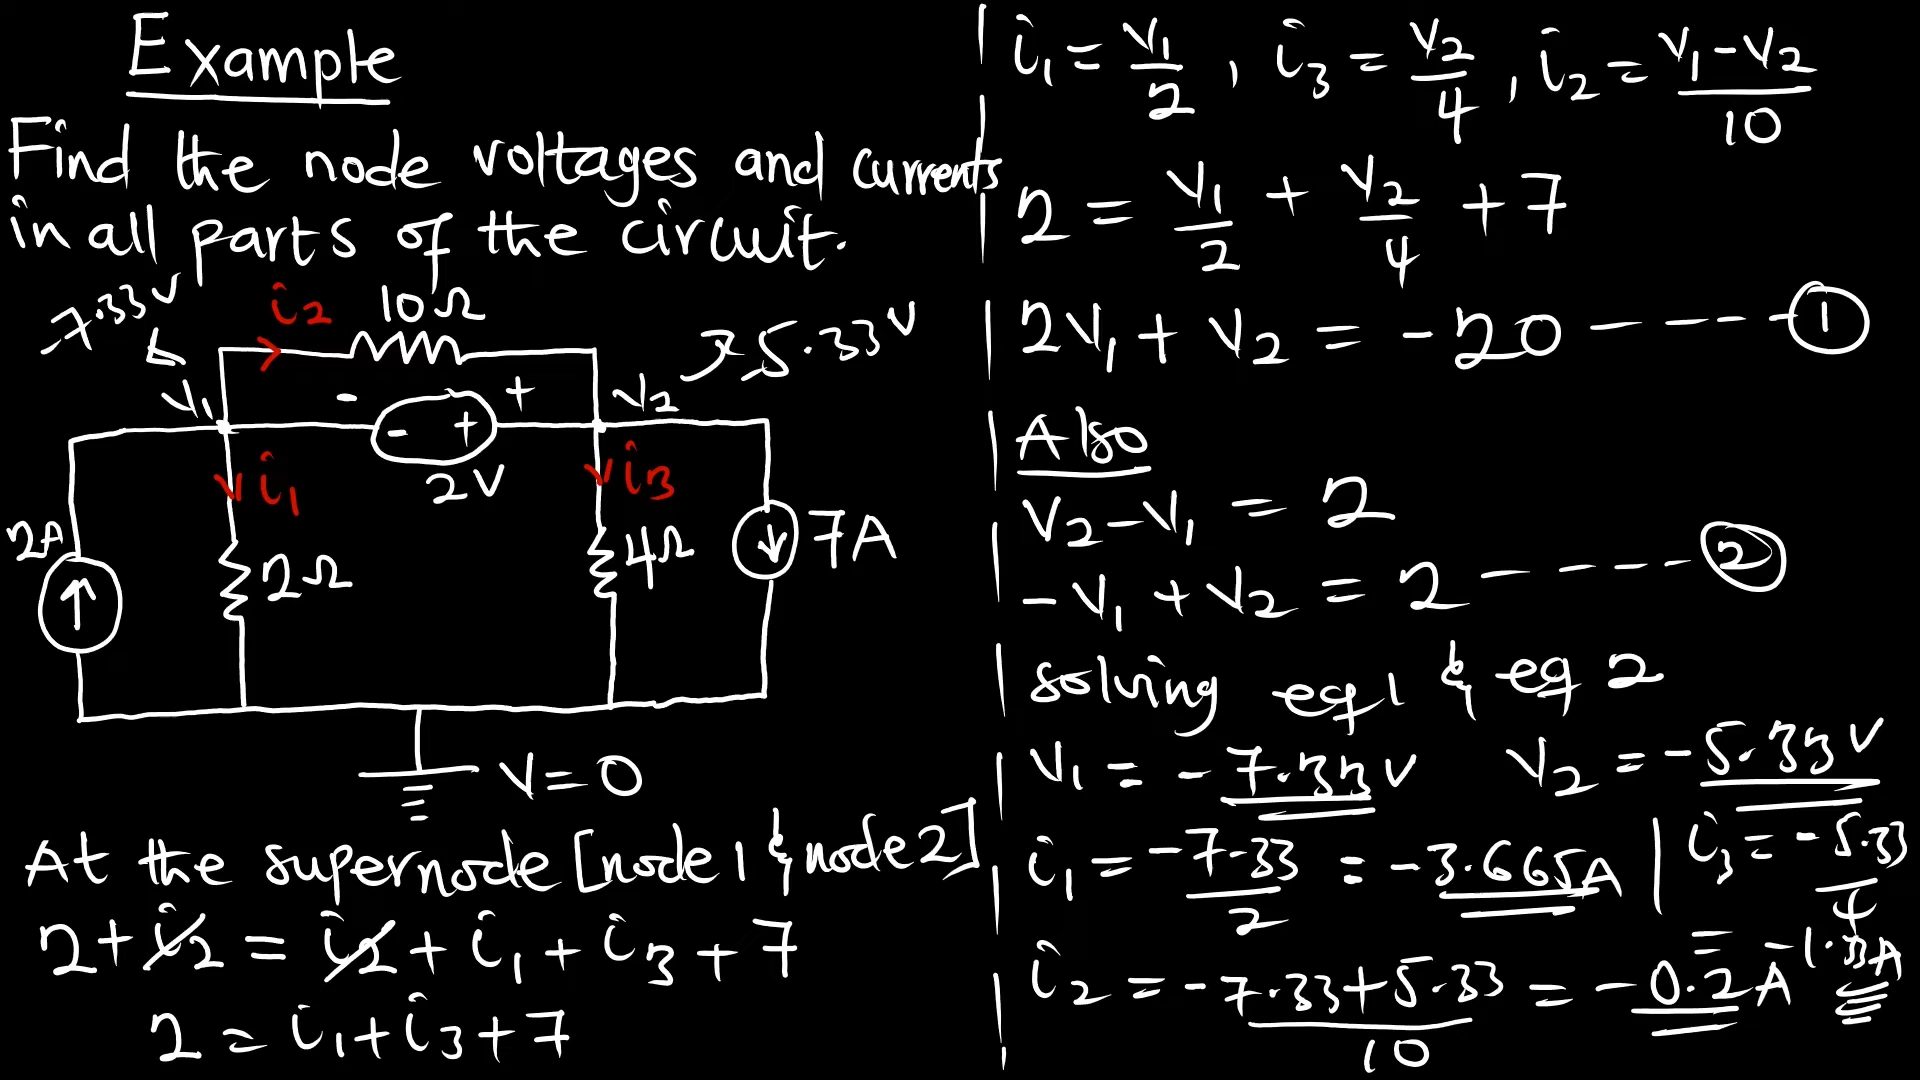 Example
Find the node voltages and currents
in all parts of the circuit.
-7.33V
i₂
10Ω
-5.33V
V₁
-
+
V₂
- +
2V
i₁
i₃
2A
2Ω
4Ω
7A
V=0
At the supernode [node 1 & node 2]
2+i₂ = i₂+i₁+i₃+7
2 = i₁+i₃+7
i₁ = V₁/2 , i₃ = V₂/4 , i₂ = V₁-V₂/10
2 = V₁/2 + V₂/4 + 7
2V₁ + V₂ = -20 ---- 1
Also
V₂-V₁ = 2
-V₁ + V₂ = 2 ---- 2
solving eq 1 & eq 2
V₁ = -7.33V V₂ = -5.33V
i₁ = -7.33/2 = -3.665A
i₃ = -5.33/4
= -1.33A
i₂ = -7.33+5.33/10 = -0.2A